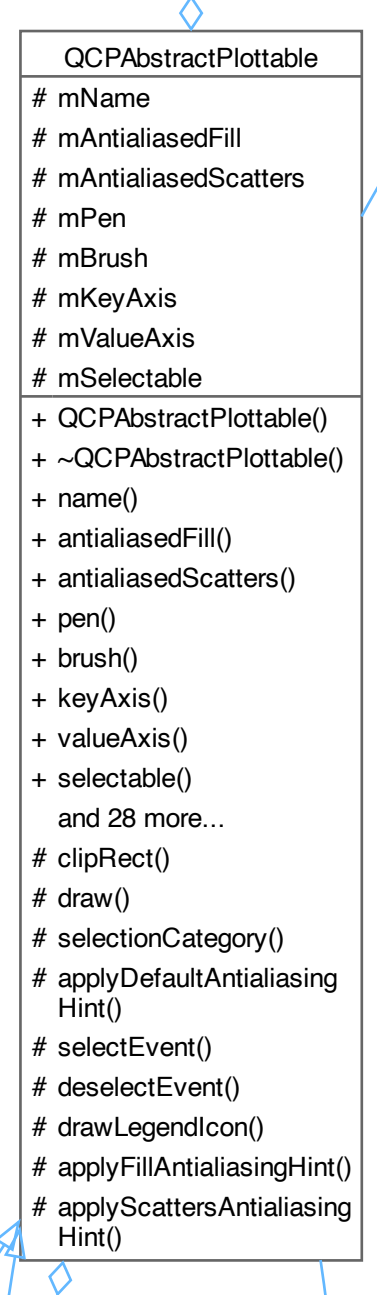 QCPAbstractPlottable
# mName
# mAntialiasedFill
# mAntialiasedScatters
# mPen
# mBrush
# mKeyAxis
# mValueAxis
# mSelectable
+ QCPAbstractPlottable()
+ ~QCPAbstractPlottable()
+ name()
+ antialiasedFill()
+ antialiasedScatters()
+ pen()
+ brush()
+ keyAxis()
+ valueAxis()
+ selectable()
and 28 more...
# clipRect()
# draw()
# selectionCategory()
# applyDefaultAntialiasing
Hint()
# selectEvent()
# deselectEvent()
# drawLegendIcon()
# applyFillAntialiasingHint()
# applyScattersAntialiasing
Hint()